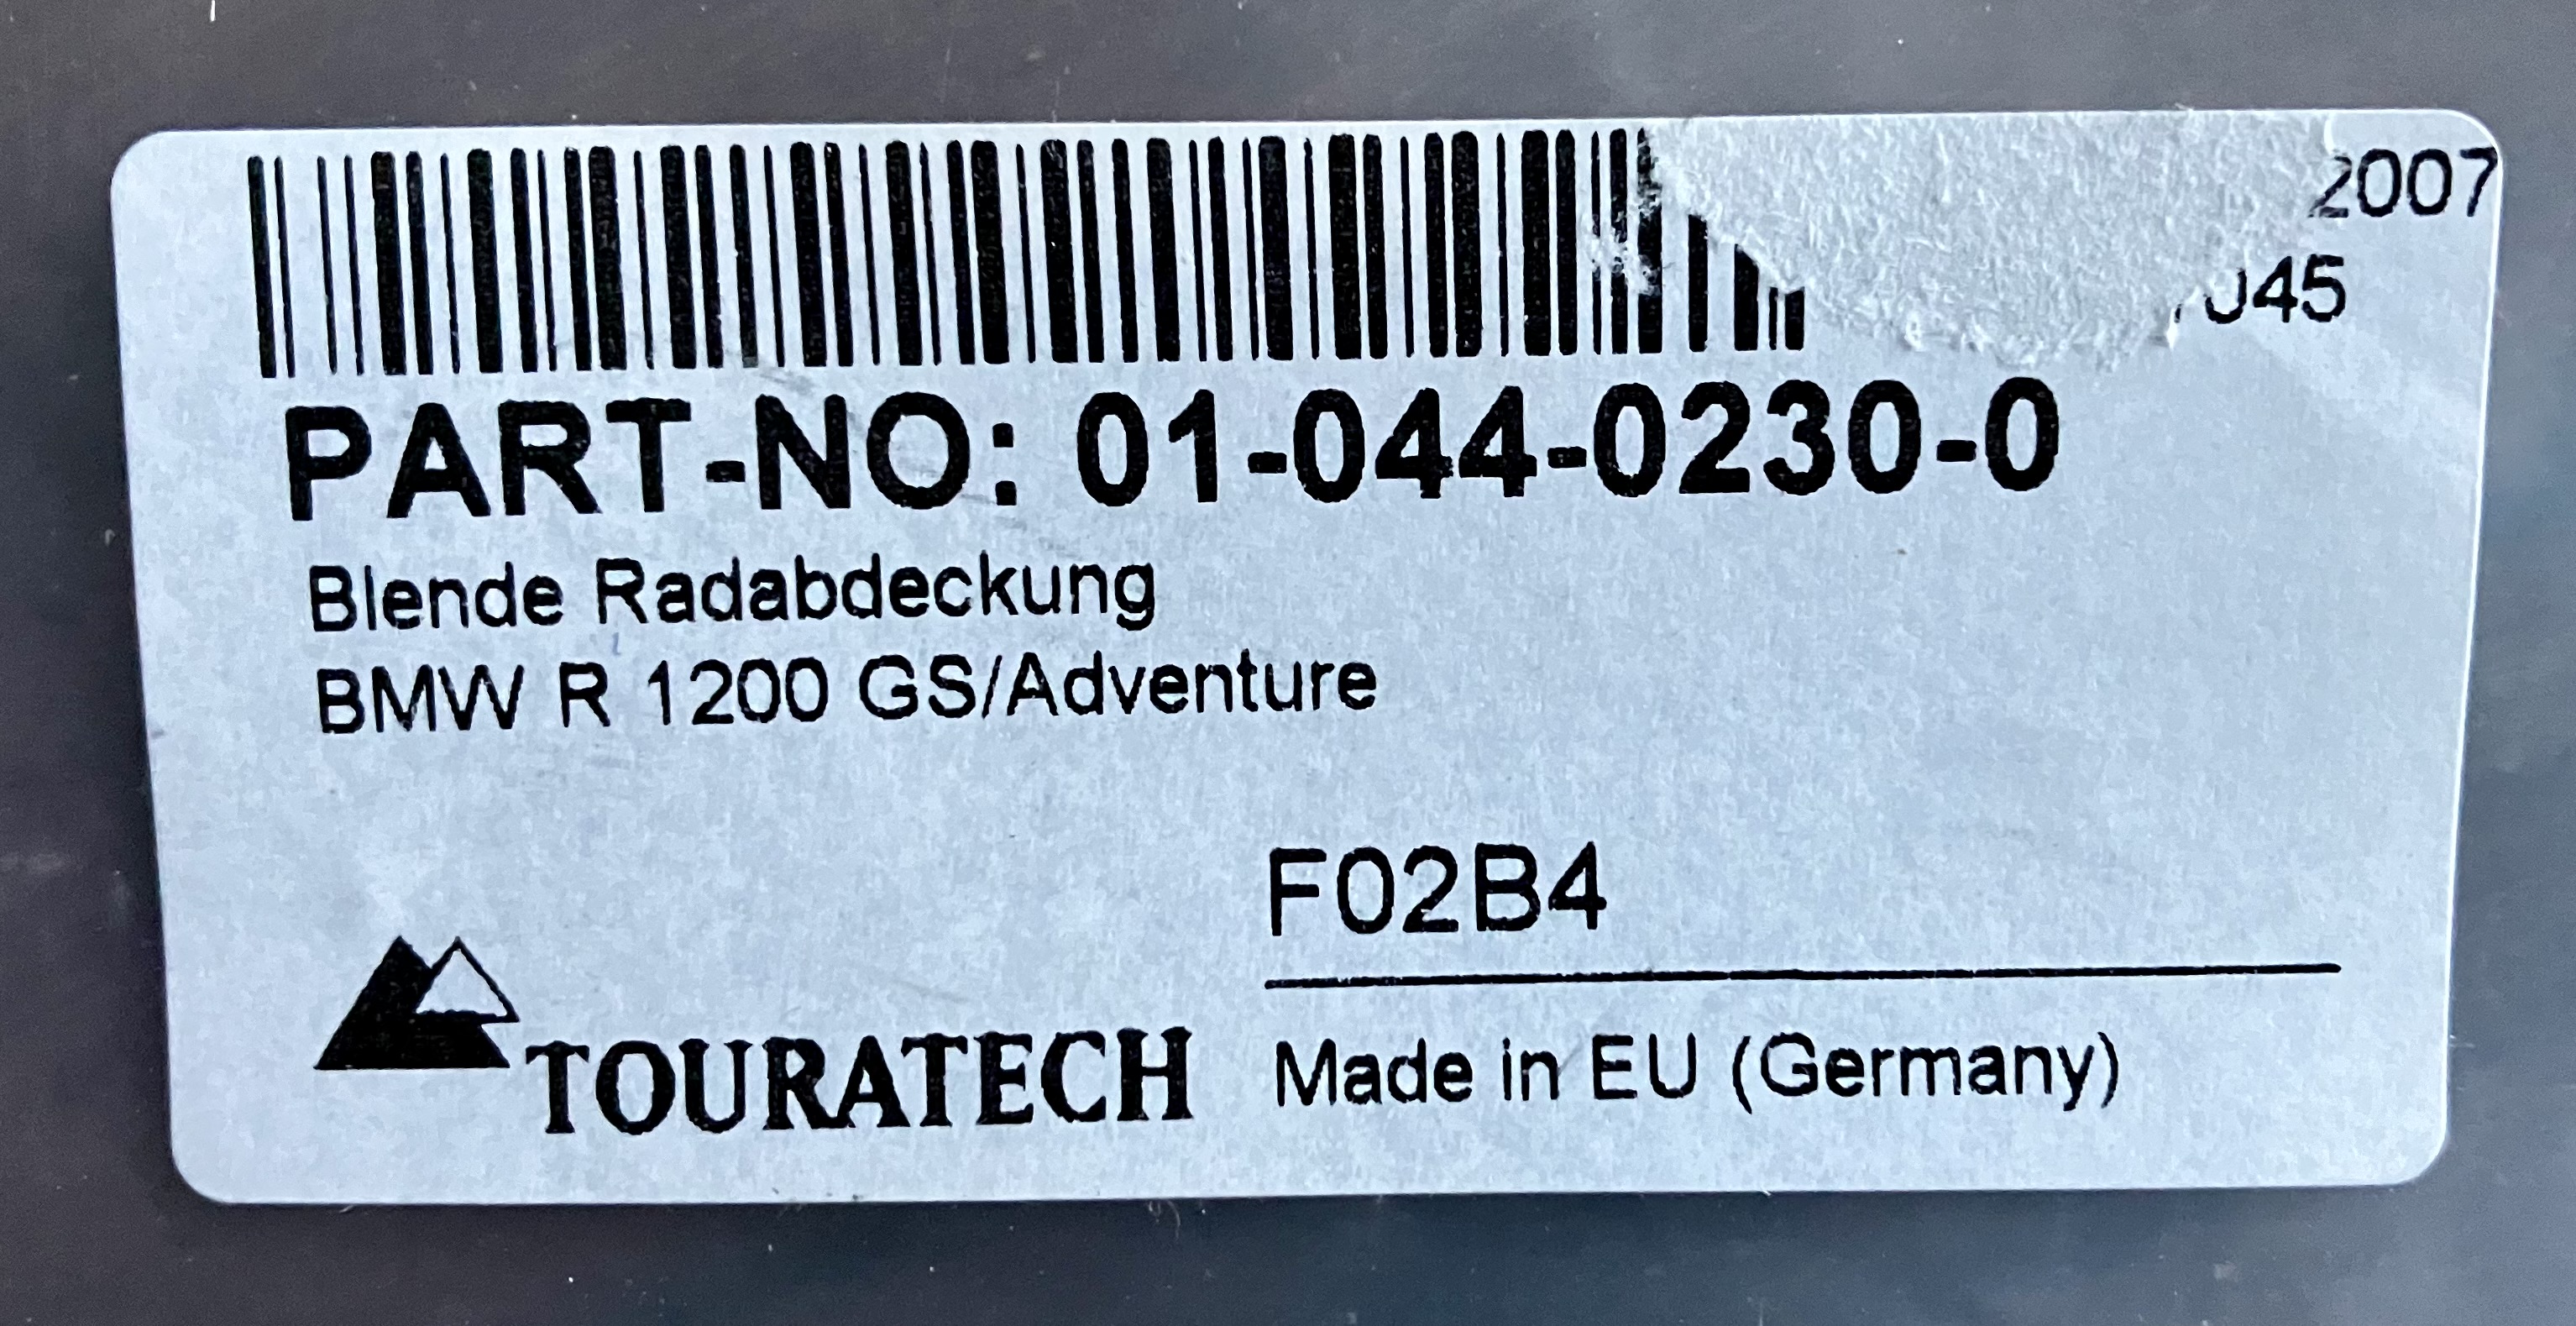 2007
45
PART-NO: 01-044-0230-0
Blende Radabdeckung
BMW R 1200 GS/Adventure
F02B4
TOURATECH
Made in EU (Germany)